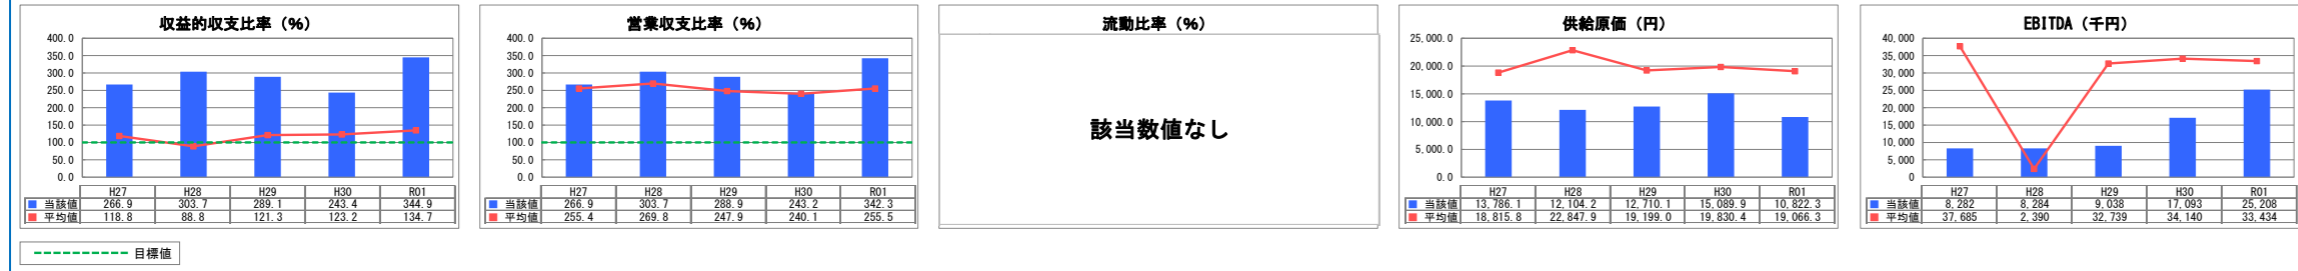 収益的収支比率（%）
400.0
350.0
300.0
250.0
200.0
150.0
100.0
50.0
0.0
H27 H28 H29 H30 R01
当該値 266.9 303.7 289.1 243.4 344.9
平均値 118.8 88.8 121.3 123.2 134.7
営業収支比率（%）
400.0
350.0
300.0
250.0
200.0
150.0
100.0
50.0
0.0
H27 H28 H29 H30 R01
当該値 266.9 303.7 288.9 243.2 342.3
平均値 255.4 269.8 247.9 240.1 255.5
流動比率（%）
該当数値なし
供給原価（円）
25,000.0
20,000.0
15,000.0
10,000.0
5,000.0
0.0
H27 H28 H29 H30 R01
当該値 13,786.1 12,104.2 12,710.1 15,089.9 10,822.3
平均値 18,815.8 22,847.9 19,199.0 19,830.4 19,066.3
EBITDA（千円）
40,000
35,000
30,000
25,000
20,000
15,000
10,000
5,000
0
H27 H28 H29 H30 R01
当該値 8,282 8,284 9,038 17,093 25,208
平均値 37,685 2,390 32,739 34,140 33,434
目標値